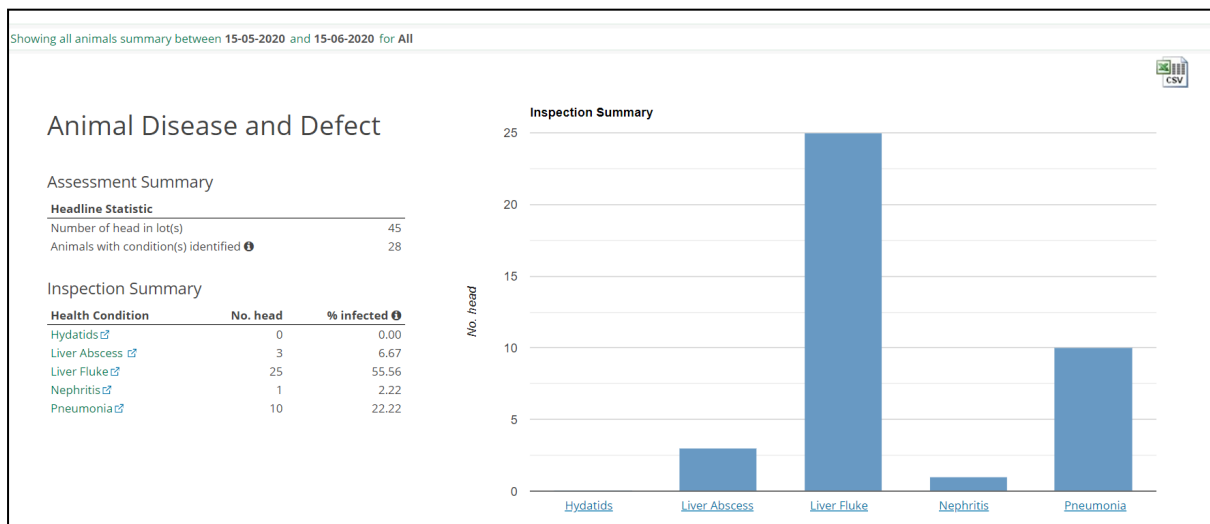 Showing all animals summary between 15-05-2020 and 15-06-2020 for All
CSV
Animal Disease and Defect
Assessment Summary
Headline Statistic
Number of head in lot(s) 45
Animals with condition(s) identified 28
Inspection Summary
Health Condition No. head % infected
Hydatids 0 0.00
Liver Abscess 3 6.67
Liver Fluke 25 55.56
Nephritis 1 2.22
Pneumonia 10 22.22
Inspection Summary
No. head
25
20
15
10
5
0
Hydatids Liver Abscess Liver Fluke Nephritis Pneumonia